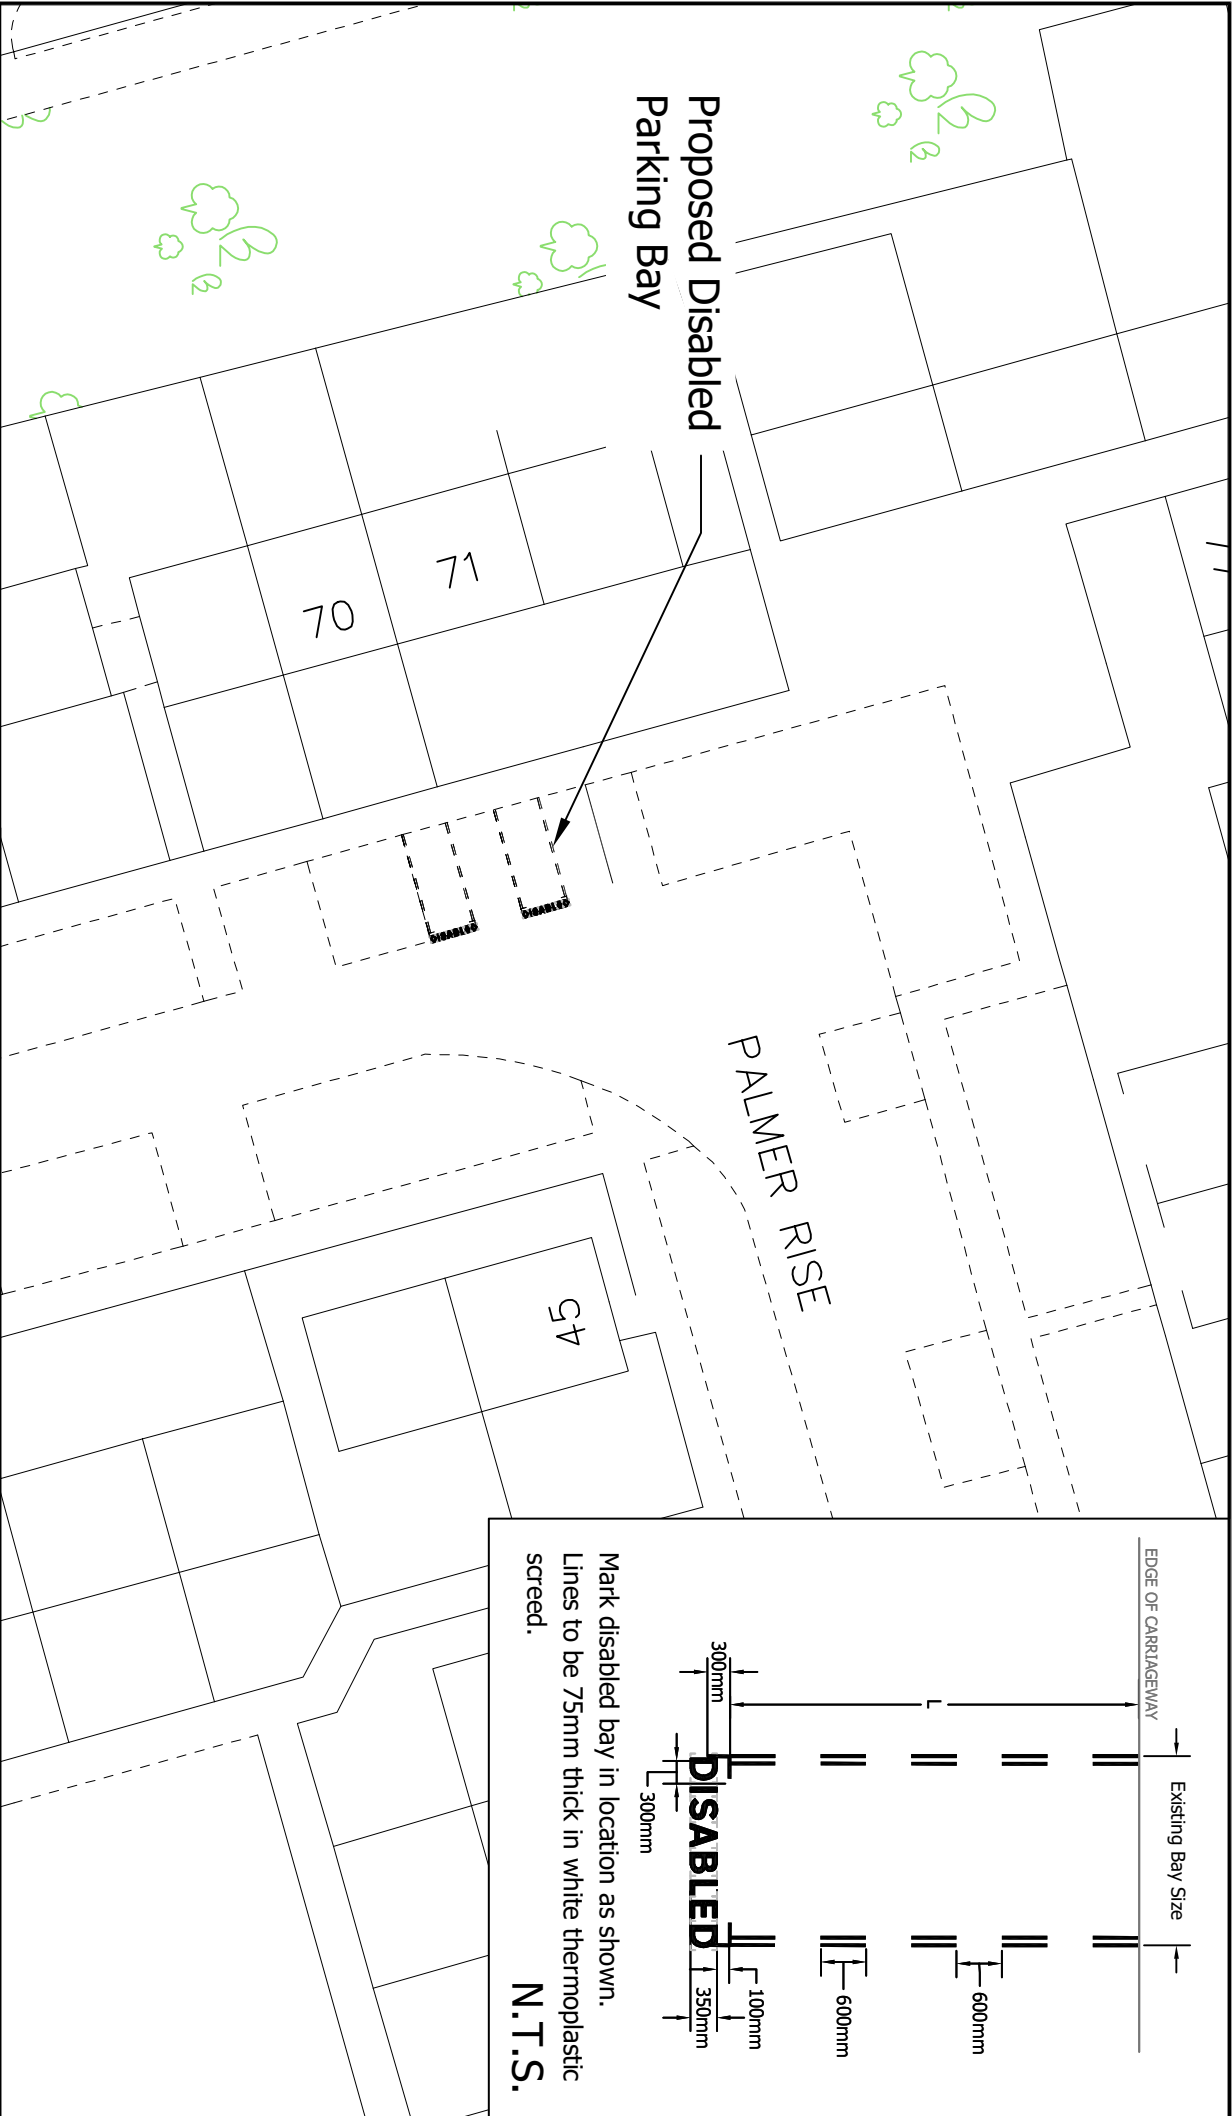 Proposed Disabled
Parking Bay
71
70
PALMER RISE
45
DISABLED
DISABLED
EDGE OF CARRIAGEWAY
Existing Bay Size
L
600mm
600mm
300mm
100mm
DISABLED
350mm
300mm
Mark disabled bay in location as shown.
Lines to be 75mm thick in white thermoplastic
screed.
N.T.S.